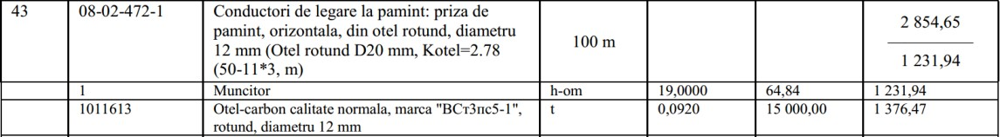 43 08-02-472-1 Conductori de legare la pamint: priza de
pamint, orizontala, din otel rotund, diametru
12 mm (Otel rotund D20 mm, Kotel=2.78
(50-11*3, m)
100 m
2 854,65
1 231,94
1 Muncitor h-om 19,0000 64,84 1 231,94
1011613 Otel-carbon calitate normala, marca "ВСт3пс5-1", t 0,0920 15 000,00 1 376,47
rotund, diametru 12 mm